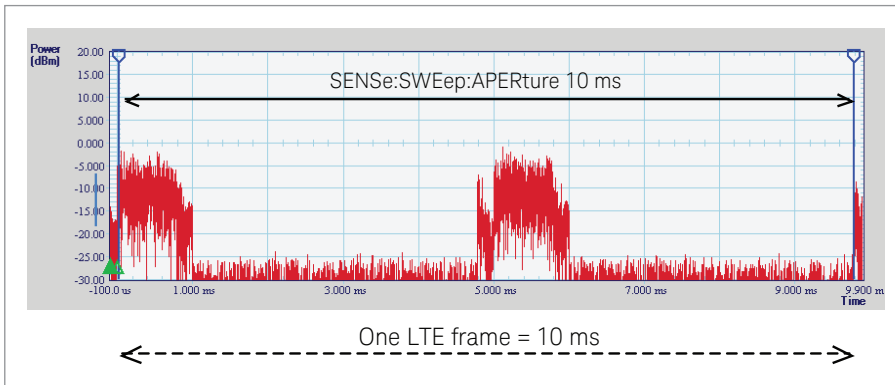 Power
(dBm)
20.00
15.00
10.00
5.000
0.000
-5.000
-10.00
-15.00
-20.00
-25.00
-30.00
SENSe:SWEep:APERture 10 ms
-100.0 us
1.000 ms
3.000 ms
5.000 ms
7.000 ms
9.000 ms
9.900 m
Time
One LTE frame = 10 ms